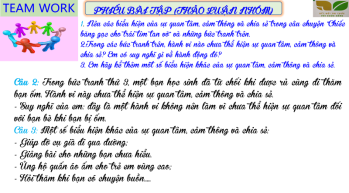 TEAM WORK
PHIẾU BÀI TẬP (THẢO LUẬN NHÓM)
1. Nêu các biểu hiện của sự quan tâm, cảm thông và chia sẻ trong câu chuyện "Chiếc
bảng gạc cho trái tim tan vỡ" và những bức tranh trên.
2.Trong các bức tranh trên, hành vi nào chưa thể hiện sự quan tâm, cảm thông và chia
sẻ? Em có suy nghĩ gì về hành động đó?
3. Em hãy kể thêm một số biểu hiện khác của sự quan tâm, cảm thông, chia sẻ.
Câu 2: Trong bức tranh thứ 3, một bạn học sinh đã từ chối khi được rủ cùng đi thăm
bạn ốm. Hành vi này chưa thể hiện sự quan tâm, cảm thông và chia sẻ.
- Suy nghĩ của em: đây là một hành vi không nên làm vì chưa thể hiện sự quan tâm đối
với bạn bè khi bạn bị ốm.
Câu 3: Một số biểu hiện khác của sự quan tâm, cảm thông và chia sẻ:
- Giúp đỡ cụ già đi qua đường;
- Giảng bài cho những bạn chưa hiểu.
- Ủng hộ quần áo ấm cho trẻ em vùng cao;
- Hỏi thăm khi bạn có chuyện buồn....